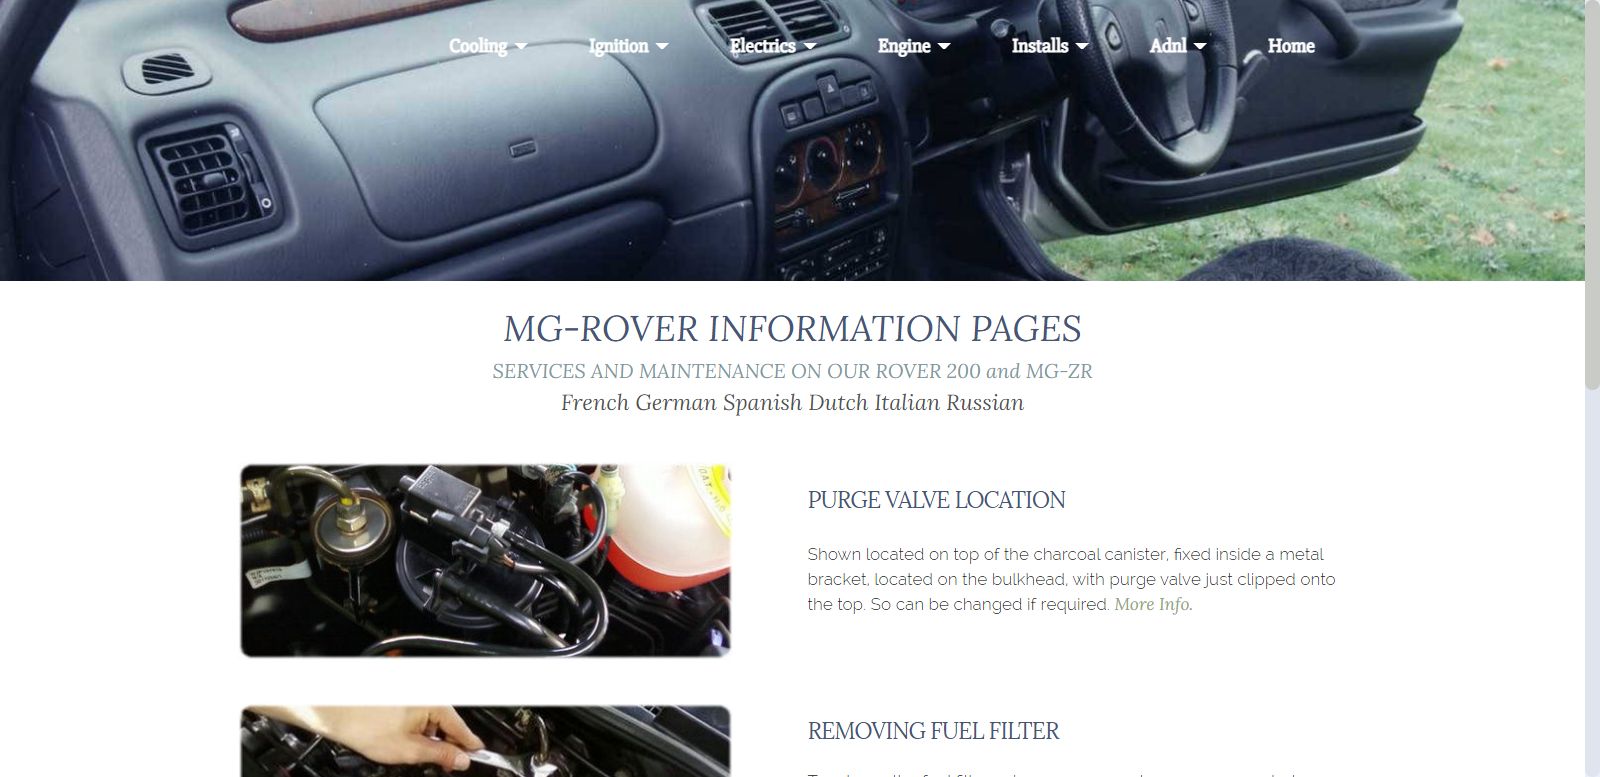 Cooling Ignition Electrics Engine Installs Adnl Home
MG-ROVER INFORMATION PAGES
SERVICES AND MAINTENANCE ON OUR ROVER 200 and MG-ZR
French German Spanish Dutch Italian Russian
PURGE VALVE LOCATION
Shown located on top of the charcoal canister, fixed inside a metal
bracket, located on the bulkhead, with purge valve just clipped onto
the top. So can be changed if required. More Info.
REMOVING FUEL FILTER